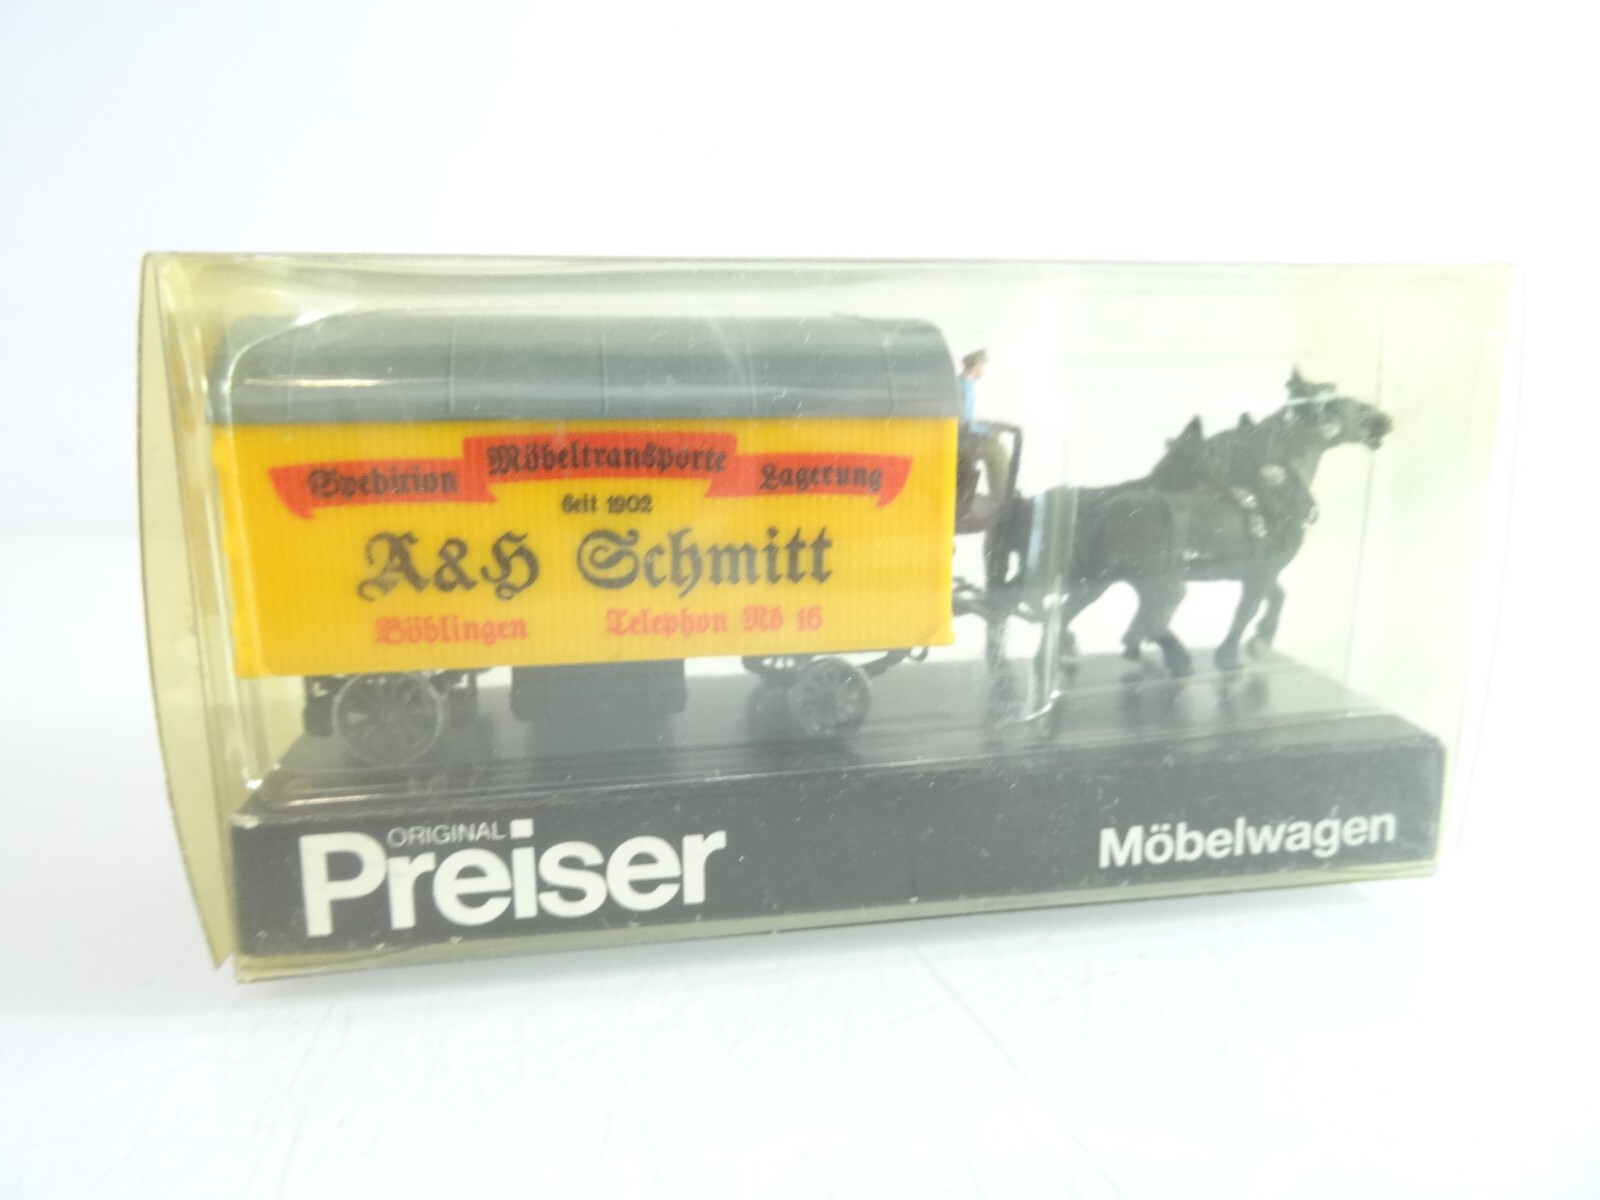 Spedition Möbeltransporte Lagerung
Seit 1902
A&H Schmitt
Böblingen Telephon No 16
ORIGINAL
Preiser
Möbelwagen